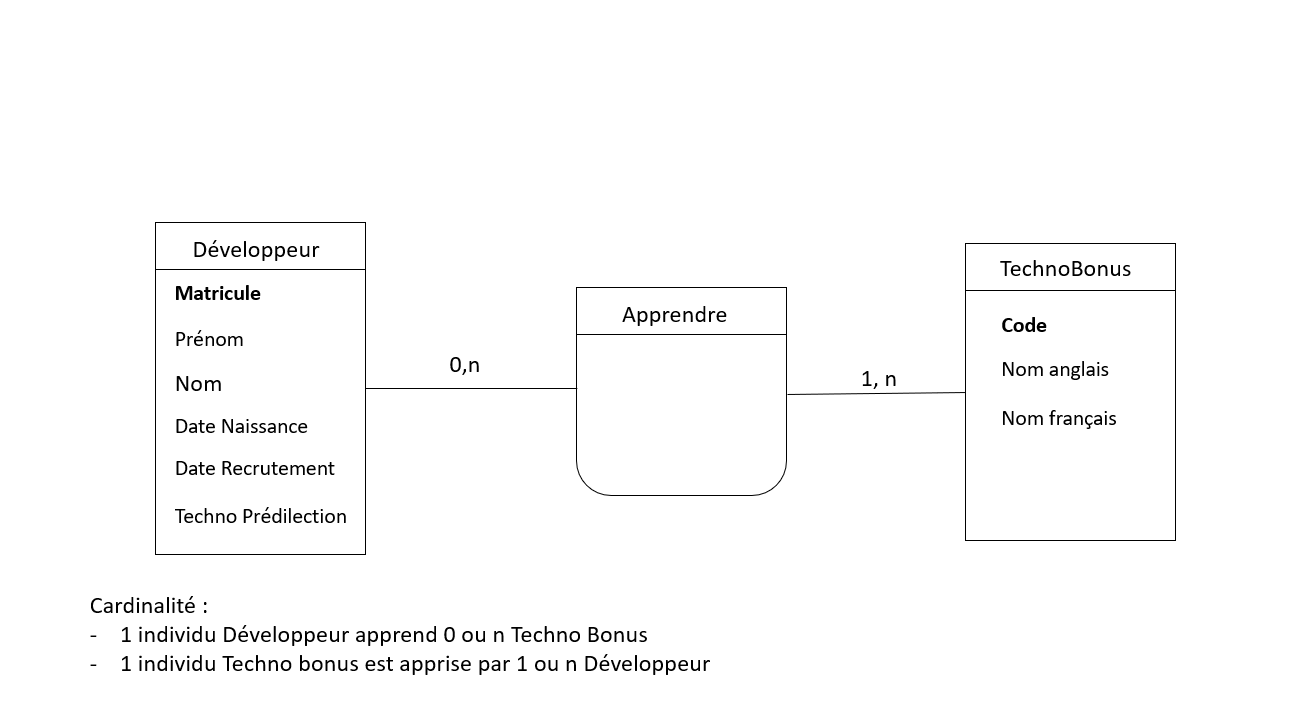 Développeur
Matricule
Prénom
Nom
Date Naissance
Date Recrutement
Techno Prédilection
0,n
Apprendre
1, n
TechnoBonus
Code
Nom anglais
Nom français
Cardinalité :
- 1 individu Développeur apprend 0 ou n Techno Bonus
- 1 individu Techno bonus est apprise par 1 ou n Développeur